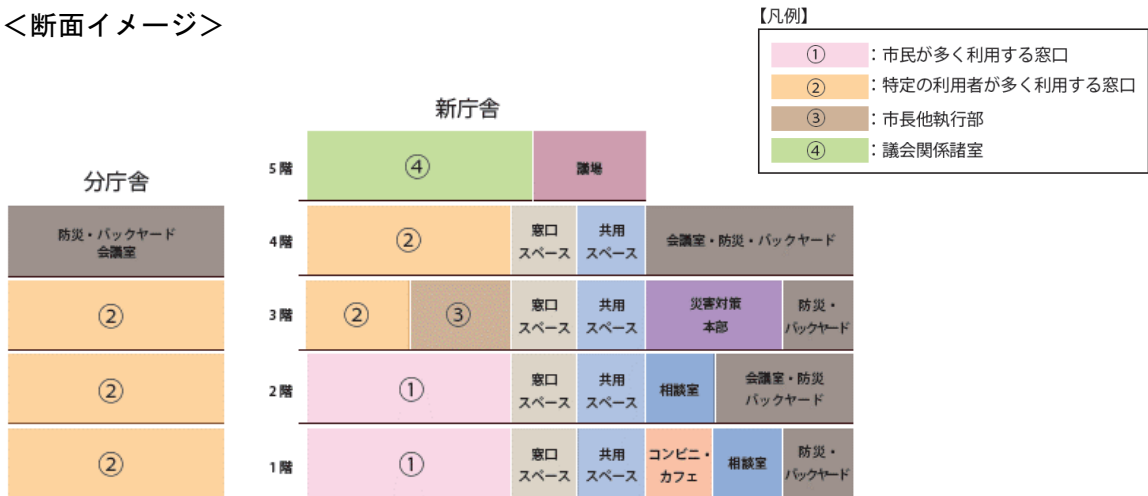 ＜断面イメージ＞
【凡例】
①：市民が多く利用する窓口
②：特定の利用者が多く利用する窓口
③：市長他執行部
④：議会関係諸室
新庁舎
分庁舎
5階
④
議場
防災・バックヤード
会議室
4階
②
窓口
スペース
共用
スペース
会議室・防災・バックヤード
②
3階
②
③
窓口
スペース
共用
スペース
災害対策
本部
防災・
バックヤード
②
2階
①
窓口
スペース
共用
スペース
相談室
会議室・防災
バックヤード
②
1階
①
窓口
スペース
共用
スペース
コンビニ・
カフェ
相談室
防災・
バックヤード